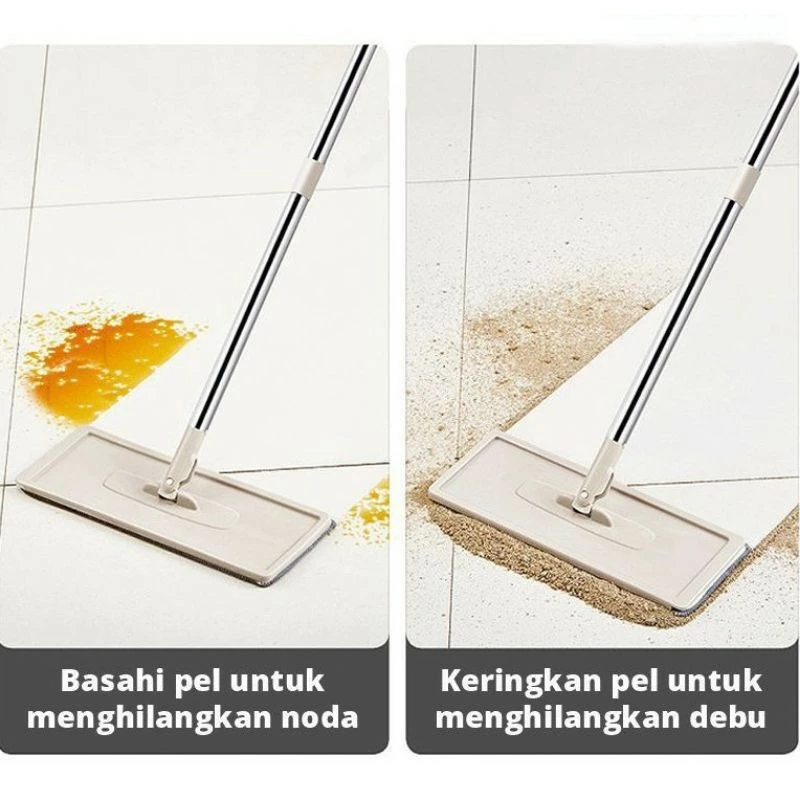 Basahi pel untuk
menghilangkan noda
Keringkan pel untuk
menghilangkan debu